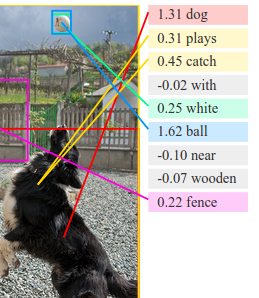 1.31 dog
0.31 plays
0.45 catch
-0.02 with
0.25 white
1.62 ball
-0.10 near
-0.07 wooden
0.22 fence